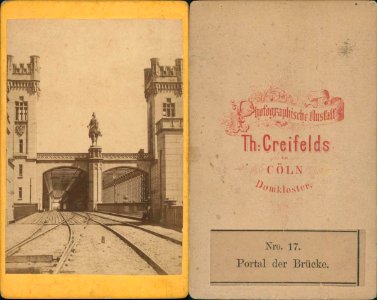 Photographische Anstalt
Th: Creifelds
in
CÖLN
Domkloster.
Nro. 17.
Portal der Brücke.